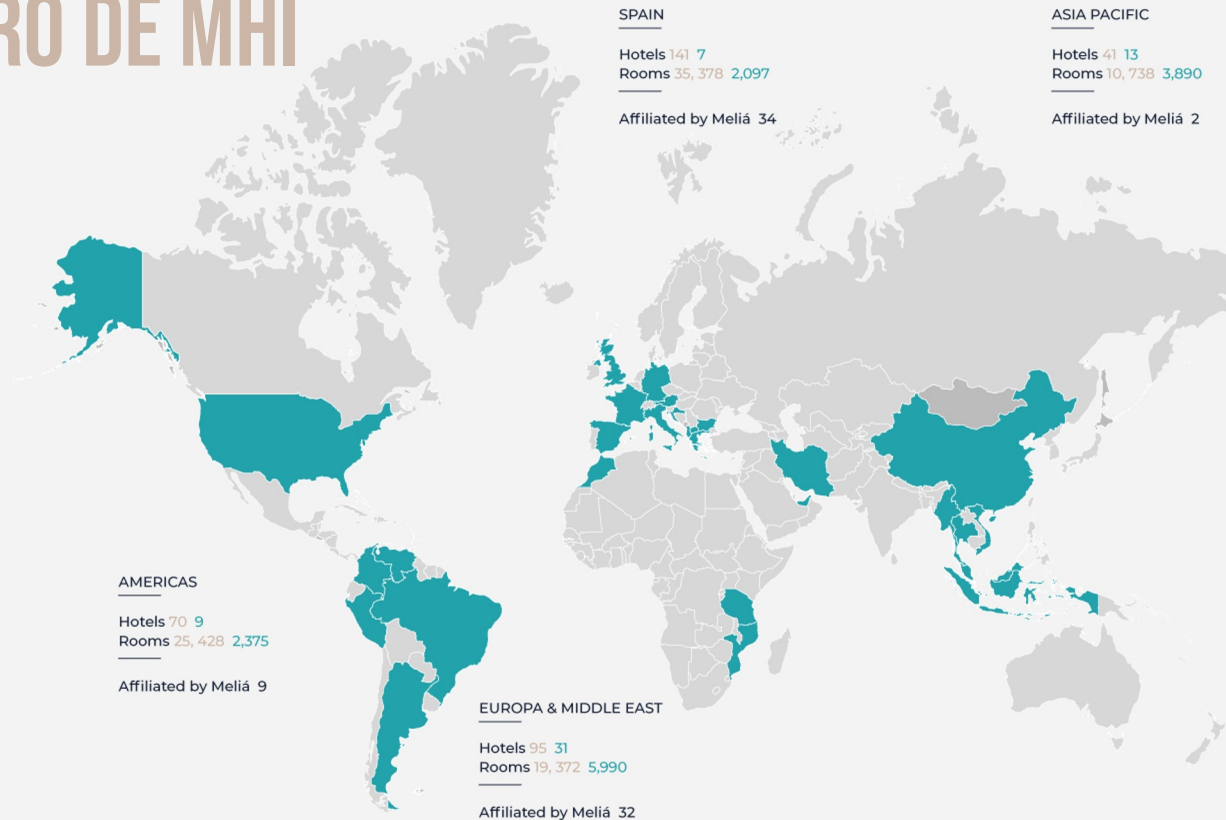 RO DE MHI
SPAIN
Hotels 141 7
Rooms 35, 378 2,097
Affiliated by Meliá 34
ASIA PACIFIC
Hotels 41 13
Rooms 10, 738 3,890
Affiliated by Meliá 2
AMERICAS
Hotels 70 9
Rooms 25, 428 2,375
Affiliated by Meliá 9
EUROPA & MIDDLE EAST
Hotels 95 31
Rooms 19, 372 5,990
Affiliated by Meliá 32